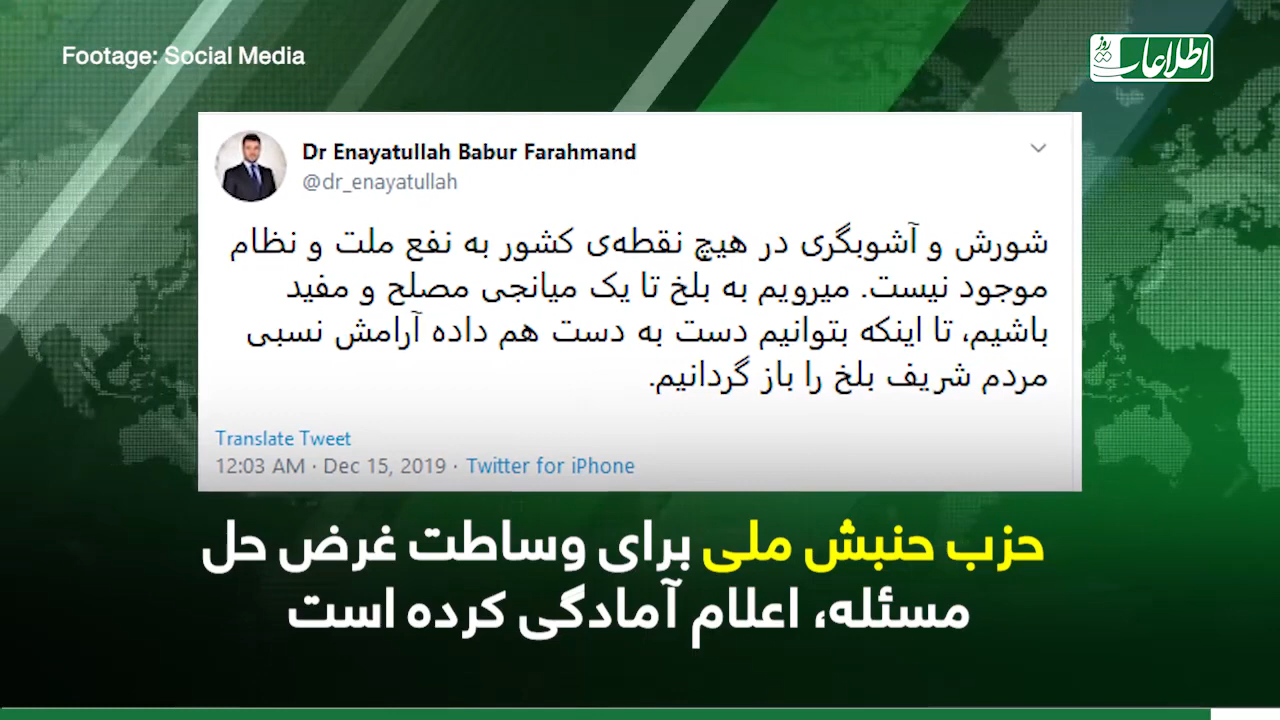 Footage: Social Media
اطلاعات روز
Dr Enayatullah Babur Farahmand
@dr_enayatullah
شورش و آشوبگری در هیچ نقطه‌ی کشور به نفع ملت و نظام
موجود نیست. میرویم به بلخ تا یک میانجی مصلح و مفید
باشیم، تا اینکه بتوانیم دست به دست هم داده آرامش نسبی
مردم شریف بلخ را باز گردانیم.
Translate Tweet
12:03 AM · Dec 15, 2019 · Twitter for iPhone
حزب حنبش ملی برای وساطت غرض حل
مسئله، اعلام آمادگی کرده است